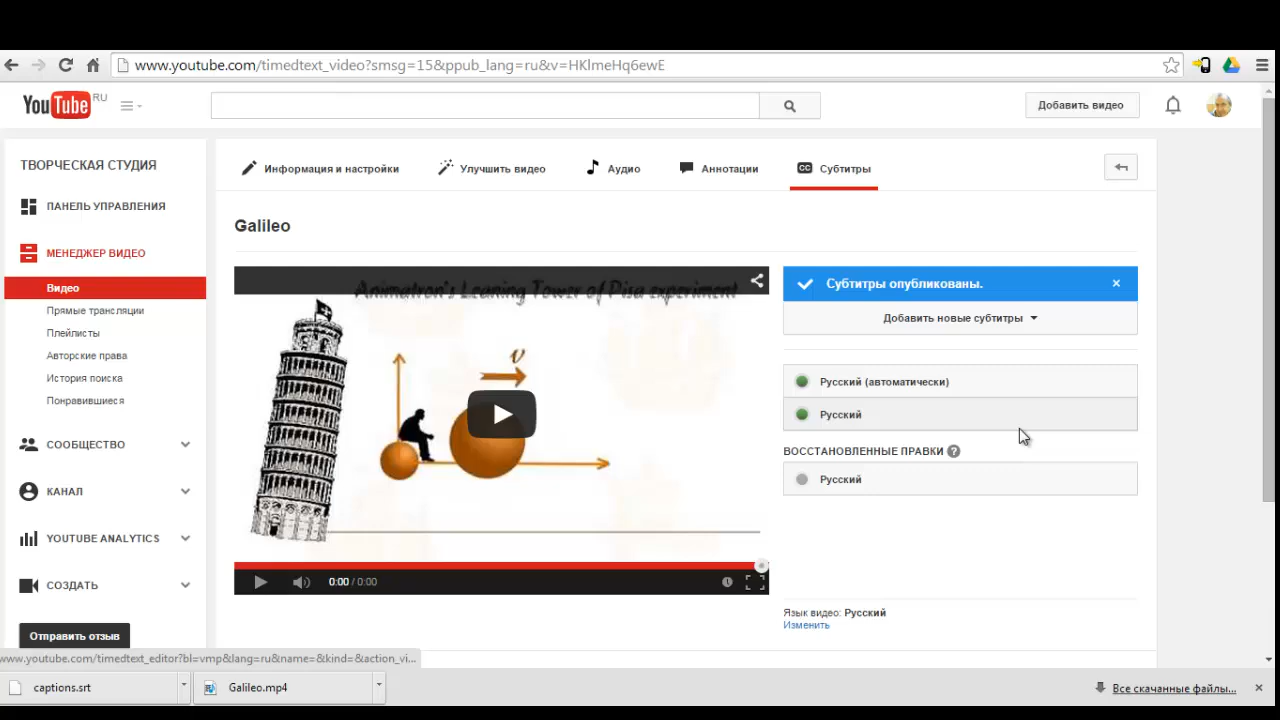 www.youtube.com/timedtext_video?smsg=15&ppub_lang=ru&v=HKlmeHq6ewE
YouTube RU
Добавить видео
ТВОРЧЕСКАЯ СТУДИЯ
ПАНЕЛЬ УПРАВЛЕНИЯ
МЕНЕДЖЕР ВИДЕО
Видео
Прямые трансляции
Плейлисты
Авторские права
История поиска
Понравившиеся
СООБЩЕСТВО
КАНАЛ
YOUTUBE ANALYTICS
СОЗДАТЬ
Отправить отзыв
Информация и настройки
Улучшить видео
Аудио
Аннотации
CC Субтитры
Galileo
Animatron's Leaning Tower of Pisa experiment
v
0:00 / 0:00
Субтитры опубликованы.
Добавить новые субтитры
Русский (автоматически)
Русский
ВОССТАНОВЛЕННЫЕ ПРАВКИ ?
Русский
Язык видео: Русский
Изменить
www.youtube.com/timedtext_editor?bl=vmp&lang=ru&name=&kind=&action_vi...
captions.srt
Galileo.mp4
Все скачанные файлы...